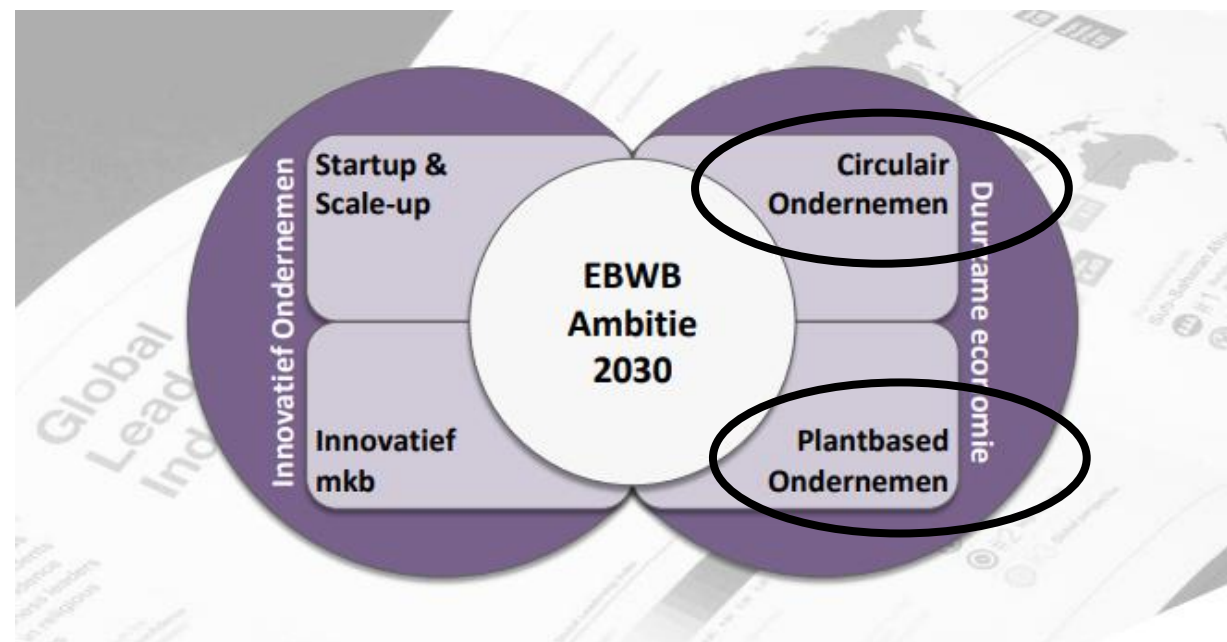 Innovatief Ondernemen
Startup &
Scale-up
Innovatief
mkb
EBWB
Ambitie
2030
Circulair
Ondernemen
Plantbased
Ondernemen
Duurzame economie
Global
Lead
Ind